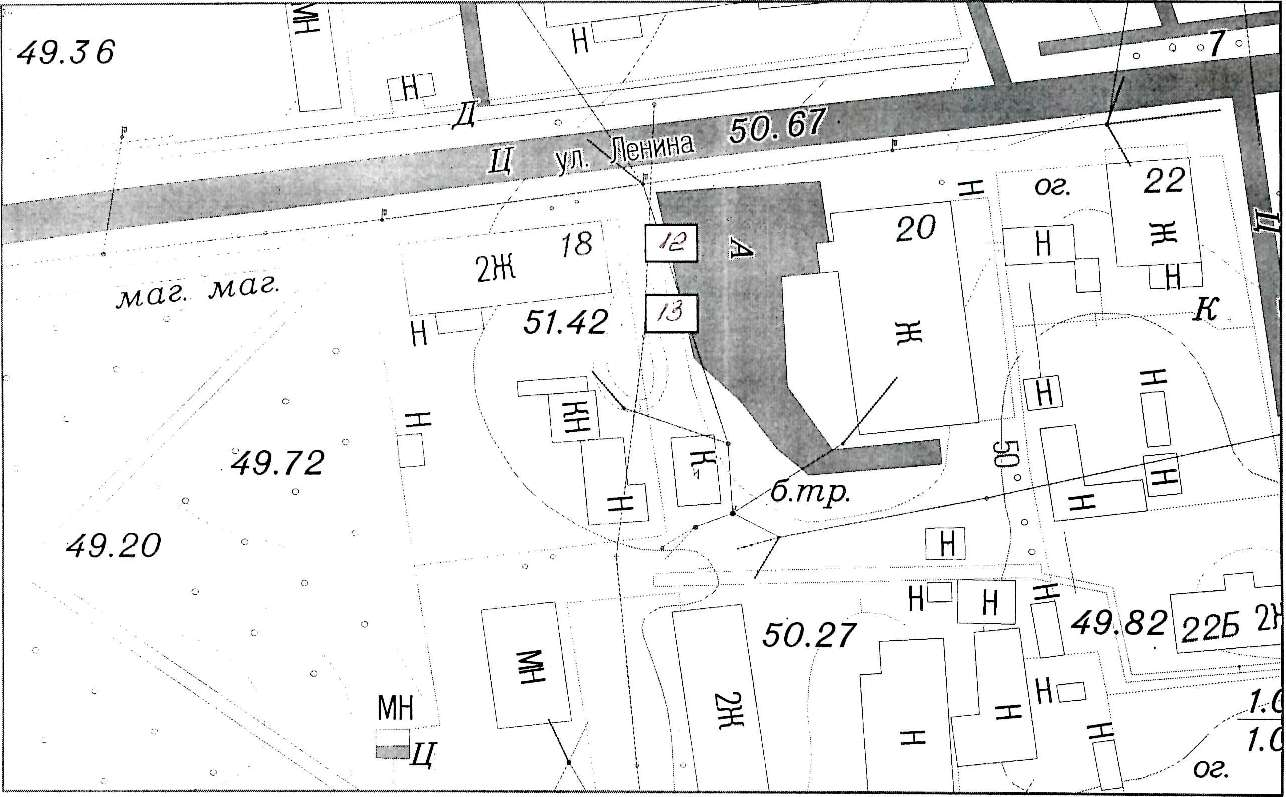 МН
49.36
Н
Н
7
Д
50.67
ул. Ленина
Ц
22
Н
ог.
Ж
20
А
Ц
18
12
Н
2Ж
Н
маг. маг.
К
13
51.42
Н
Ж
Н
Н
Н
КН
49.72
К
50
Н
б.тр.
Н
Н
49.20
Н
Н
Н
Н
Н
49.82
22Б
2Ж
50.27
МН
Н
МН
2Ж
Н
Н
Н
Ц
ог.